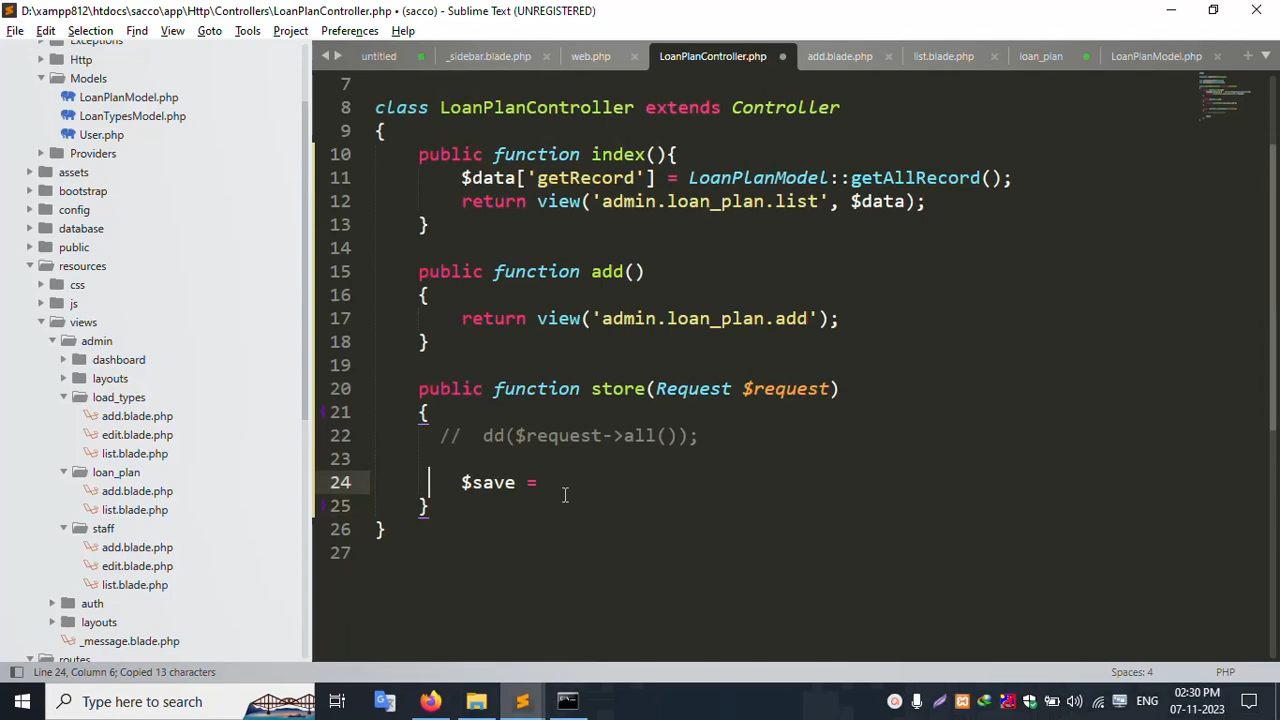 D:\xampp812\htdocs\sacco\app\Http\Controllers\LoanPlanController.php • (sacco) - Sublime Text (UNREGISTERED)
File Edit Selection Find View Goto Tools Project Preferences Help
untitled _sidebar.blade.php web.php LoanPlanController.php add.blade.php list.blade.php loan_plan LoanPlanModel.php
Exceptions
Http
Models
LoanPlanModel.php
LoanTypesModel.php
User.php
Providers
assets
bootstrap
config
database
public
resources
css
js
views
admin
dashboard
layouts
load_types
add.blade.php
edit.blade.php
list.blade.php
loan_plan
add.blade.php
list.blade.php
staff
add.blade.php
edit.blade.php
list.blade.php
auth
layouts
_message.blade.php
routes
7
8 class LoanPlanController extends Controller
9 {
10 public function index(){
11 $data['getRecord'] = LoanPlanModel::getAllRecord();
12 return view('admin.loan_plan.list', $data);
13 }
14
15 public function add()
16 {
17 return view('admin.loan_plan.add');
18 }
19
20 public function store(Request $request)
21 {
22 // dd($request->all());
23
24 $save =
25 }
26 }
27
Line 24, Column 6; Copied 13 characters Spaces: 4 PHP
Type here to search ENG 02:30 PM
07-11-2023